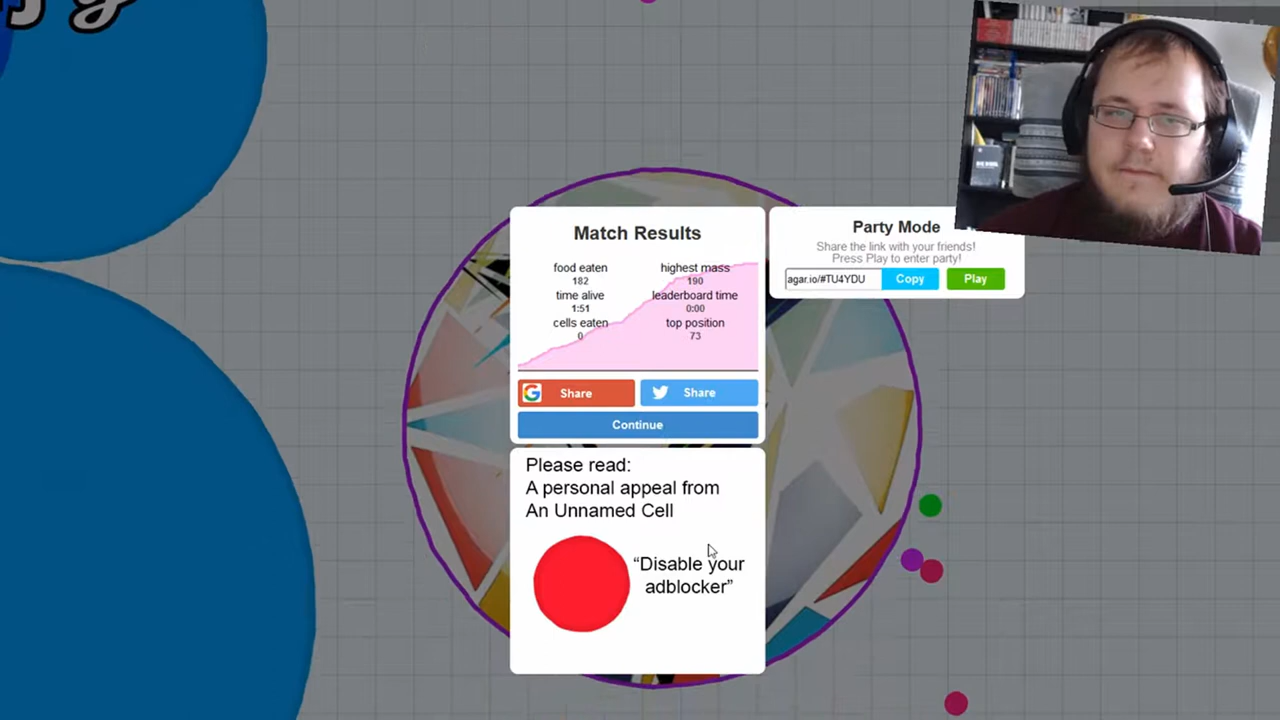 Match Results
food eaten
182
highest mass
190
time alive
1:51
leaderboard time
0:00
cells eaten
0
top position
73
Share
Share
Continue
Party Mode
Share the link with your friends!
Press Play to enter party!
agar.io/#TU4YDU
Copy
Play
Please read:
A personal appeal from
An Unnamed Cell
“Disable your
adblocker”